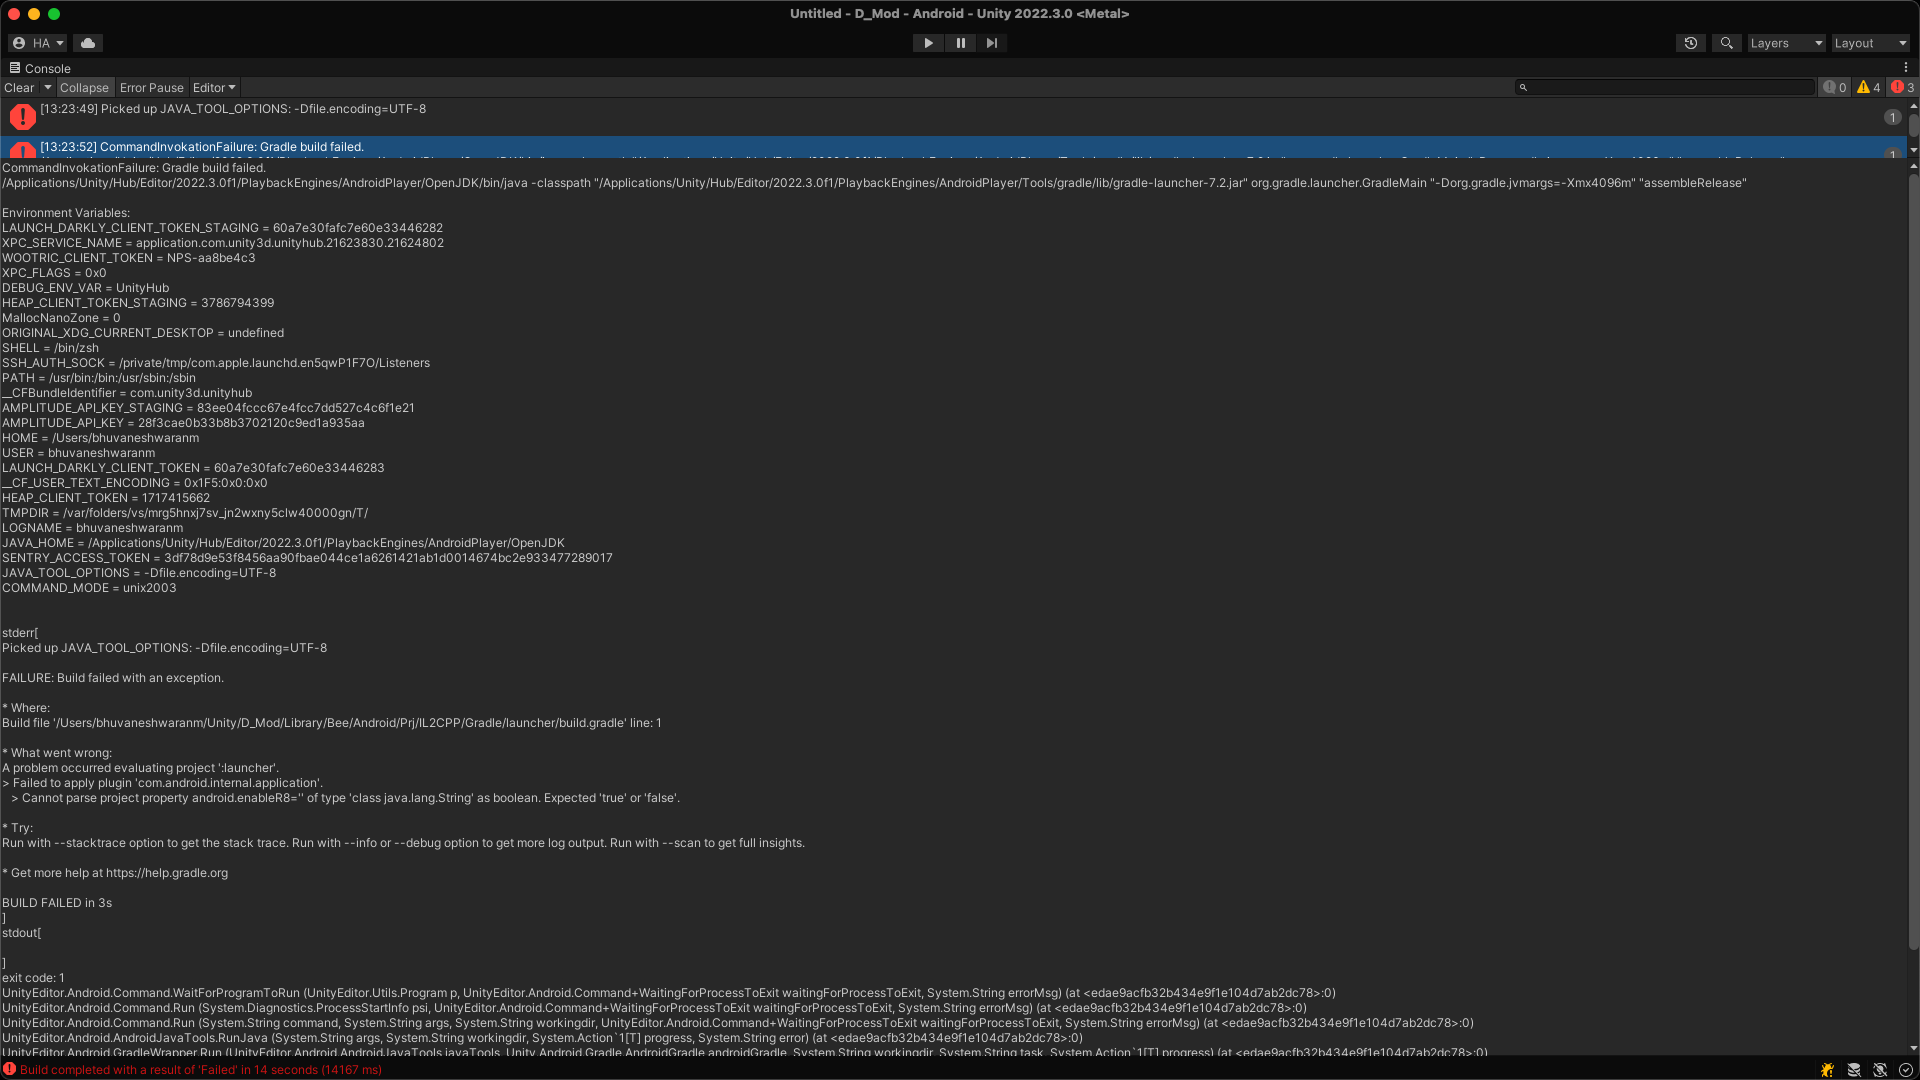 Untitled - D_Mod - Android - Unity 2022.3.0 <Metal>
HA
Layers
Layout
Console
Clear Collapse Error Pause Editor
0 4 3
[13:23:49] Picked up JAVA_TOOL_OPTIONS: -Dfile.encoding=UTF-8
1
[13:23:52] CommandInvokationFailure: Gradle build failed.
1
CommandInvokationFailure: Gradle build failed.
/Applications/Unity/Hub/Editor/2022.3.0f1/PlaybackEngines/AndroidPlayer/OpenJDK/bin/java -classpath "/Applications/Unity/Hub/Editor/2022.3.0f1/PlaybackEngines/AndroidPlayer/Tools/gradle/lib/gradle-launcher-7.2.jar" org.gradle.launcher.GradleMain "-Dorg.gradle.jvmargs=-Xmx4096m" "assembleRelease"
Environment Variables:
LAUNCH_DARKLY_CLIENT_TOKEN_STAGING = 60a7e30fafc7e60e33446282
XPC_SERVICE_NAME = application.com.unity3d.unityhub.21623830.21624802
WOOTRIC_CLIENT_TOKEN = NPS-aa8be4c3
XPC_FLAGS = 0x0
DEBUG_ENV_VAR = UnityHub
HEAP_CLIENT_TOKEN_STAGING = 3786794399
MallocNanoZone = 0
ORIGINAL_XDG_CURRENT_DESKTOP = undefined
SHELL = /bin/zsh
SSH_AUTH_SOCK = /private/tmp/com.apple.launchd.en5qwP1F7O/Listeners
PATH = /usr/bin:/bin:/usr/sbin:/sbin
__CFBundleIdentifier = com.unity3d.unityhub
AMPLITUDE_API_KEY_STAGING = 83ee04fccc67e4fcc7dd527c4c6f1e21
AMPLITUDE_API_KEY = 28f3cae0b33b8b3702120c9ed1a935aa
HOME = /Users/bhuvaneshwaranm
USER = bhuvaneshwaranm
LAUNCH_DARKLY_CLIENT_TOKEN = 60a7e30fafc7e60e33446283
__CF_USER_TEXT_ENCODING = 0x1F5:0x0:0x0
HEAP_CLIENT_TOKEN = 1717415662
TMPDIR = /var/folders/vs/mrg5hnxj7sv_jn2wxny5clw40000gn/T/
LOGNAME = bhuvaneshwaranm
JAVA_HOME = /Applications/Unity/Hub/Editor/2022.3.0f1/PlaybackEngines/AndroidPlayer/OpenJDK
SENTRY_ACCESS_TOKEN = 3df78d9e53f8456aa90fbae044ce1a6261421ab1d0014674bc2e933477289017
JAVA_TOOL_OPTIONS = -Dfile.encoding=UTF-8
COMMAND_MODE = unix2003
stderr[
Picked up JAVA_TOOL_OPTIONS: -Dfile.encoding=UTF-8
FAILURE: Build failed with an exception.
* Where:
Build file '/Users/bhuvaneshwaranm/Unity/D_Mod/Library/Bee/Android/Prj/IL2CPP/Gradle/launcher/build.gradle' line: 1
* What went wrong:
A problem occurred evaluating project ':launcher'.
> Failed to apply plugin 'com.android.internal.application'.
> Cannot parse project property android.enableR8='' of type 'class java.lang.String' as boolean. Expected 'true' or 'false'.
* Try:
Run with --stacktrace option to get the stack trace. Run with --info or --debug option to get more log output. Run with --scan to get full insights.
* Get more help at https://help.gradle.org
BUILD FAILED in 3s
]
stdout[
]
exit code: 1
UnityEditor.Android.Command.WaitForProgramToRun (UnityEditor.Utils.Program p, UnityEditor.Android.Command+WaitingForProcessToExit waitingForProcessToExit, System.String errorMsg) (at <edae9acfb32b434e9f1e104d7ab2dc78>:0)
UnityEditor.Android.Command.Run (System.Diagnostics.ProcessStartInfo psi, UnityEditor.Android.Command+WaitingForProcessToExit waitingForProcessToExit, System.String errorMsg) (at <edae9acfb32b434e9f1e104d7ab2dc78>:0)
UnityEditor.Android.Command.Run (System.String command, System.String args, System.String workingdir, UnityEditor.Android.Command+WaitingForProcessToExit waitingForProcessToExit, System.String errorMsg) (at <edae9acfb32b434e9f1e104d7ab2dc78>:0)
UnityEditor.Android.AndroidJavaTools.RunJava (System.String args, System.String workingdir, System.Action`1[T] progress, System.String error) (at <edae9acfb32b434e9f1e104d7ab2dc78>:0)
UnityEditor.Android.GradleWrapper.Run (UnityEditor.Android.AndroidJavaTools javaTools, Unity.Android.Gradle.AndroidGradle androidGradle, System.String workingdir, System.String task, System.Action`1[T] progress) (at <edae9acfb32b434e9f1e104d7ab2dc78>:0)
Build completed with a result of 'Failed' in 14 seconds (14167 ms)